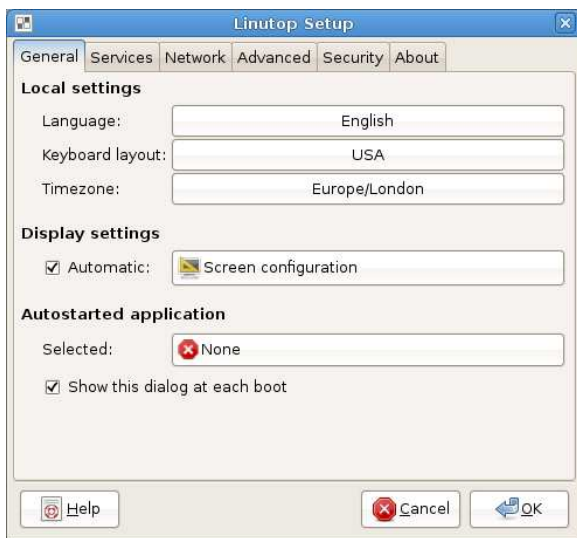 Linutop Setup
General Services Network Advanced Security About
Local settings
Language: English
Keyboard layout: USA
Timezone: Europe/London
Display settings
Automatic: Screen configuration
Autostarted application
Selected: None
Show this dialog at each boot
Help Cancel OK